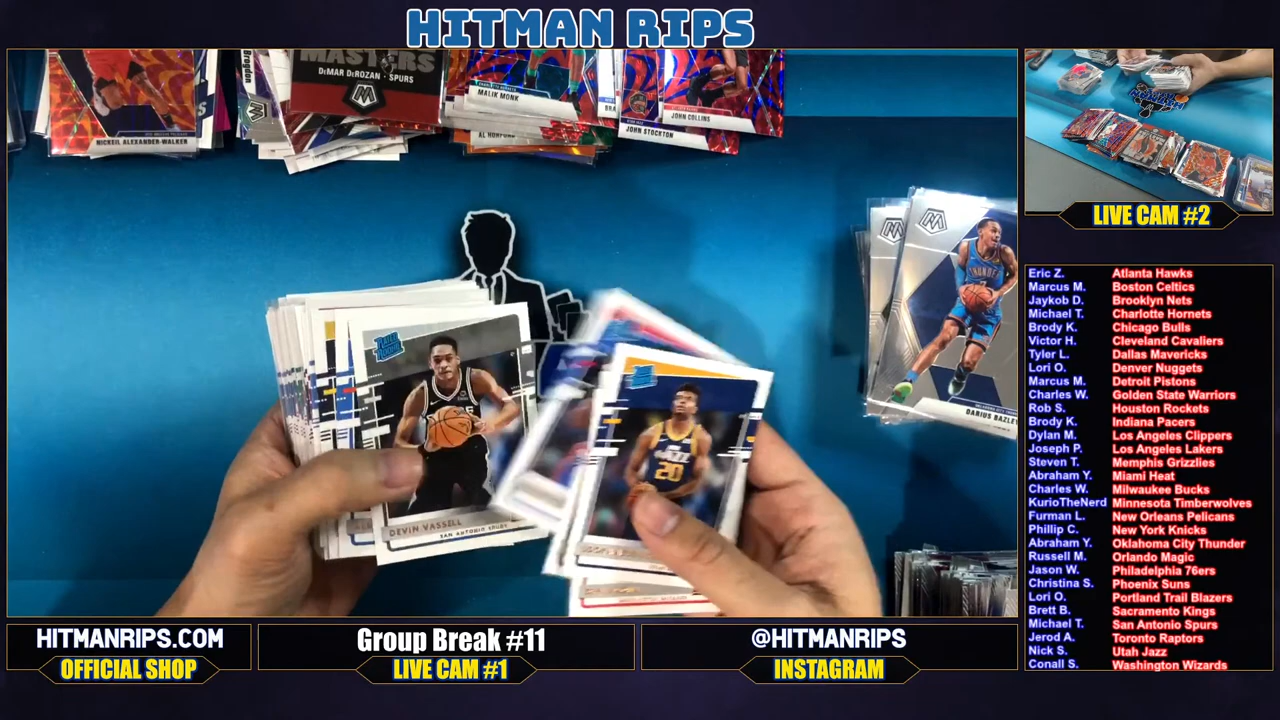 HITMAN RIPS
NICKEIL ALEXANDER-WALKER
Brogdon
MASTERS
DeMAR DeROZAN · SPURS
MALIK MONK
AL HORFORD
BRA
JOHN STOCKTON
JOHN COLLINS
LIVE CAM #2
THUNDER
DARIUS BAZLEY
DEVIN VASSELL
SAN ANTONIO SPURS
JAZZ
20
Eric Z. Atlanta Hawks
Marcus M. Boston Celtics
Jaykob D. Brooklyn Nets
Michael T. Charlotte Hornets
Brody K. Chicago Bulls
Victor H. Cleveland Cavaliers
Tyler L. Dallas Mavericks
Lori O. Denver Nuggets
Marcus M. Detroit Pistons
Charles W. Golden State Warriors
Rob S. Houston Rockets
Brody K. Indiana Pacers
Dylan M. Los Angeles Clippers
Joseph P. Los Angeles Lakers
Steven T. Memphis Grizzlies
Abraham Y. Miami Heat
Charles W. Milwaukee Bucks
KurioTheNerd Minnesota Timberwolves
Furman L. New Orleans Pelicans
Phillip C. New York Knicks
Abraham Y. Oklahoma City Thunder
Russell M. Orlando Magic
Jason W. Philadelphia 76ers
Christina S. Phoenix Suns
Lori O. Portland Trail Blazers
Brett B. Sacramento Kings
Michael T. San Antonio Spurs
Jerod A. Toronto Raptors
Nick S. Utah Jazz
Conall S. Washington Wizards
HITMANRIPS.COM
OFFICIAL SHOP
Group Break #11
LIVE CAM #1
@HITMANRIPS
INSTAGRAM